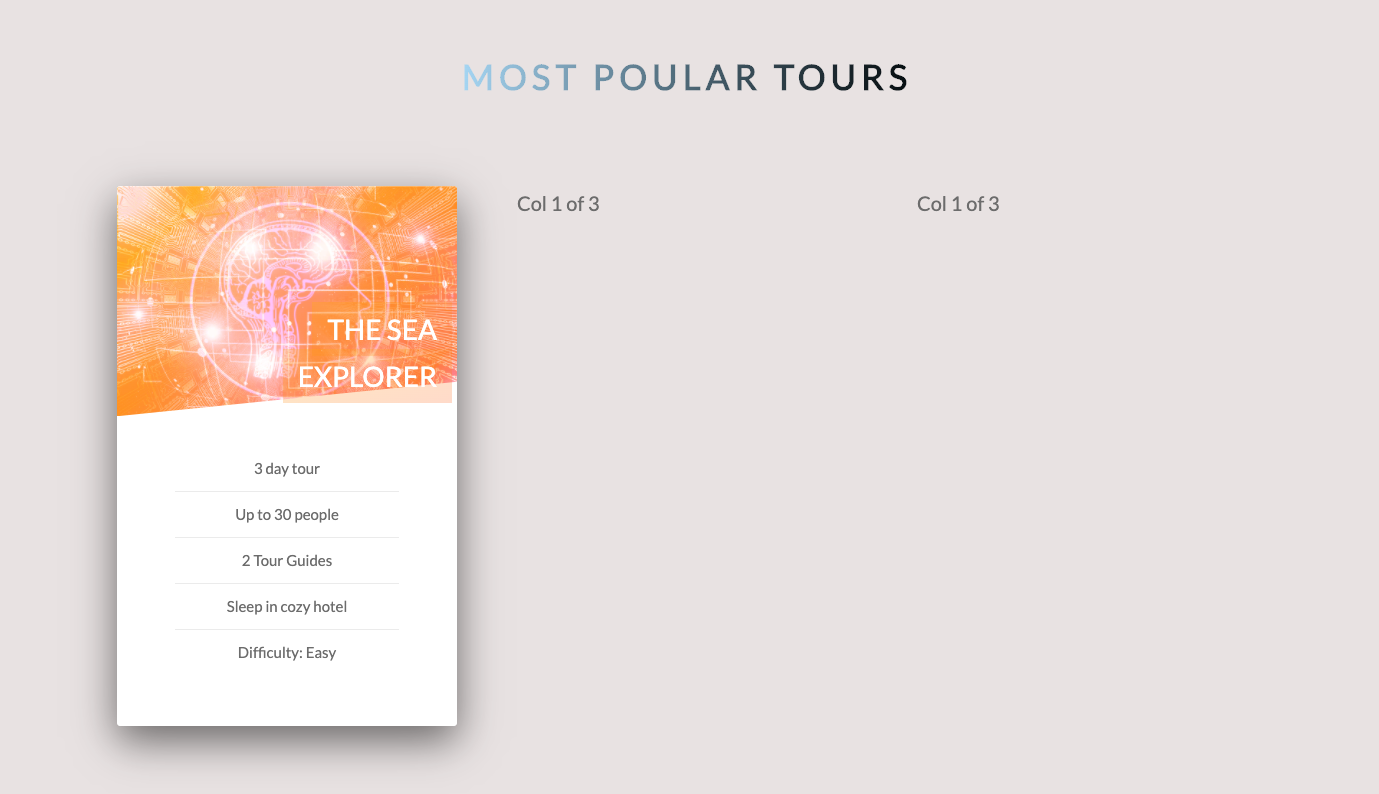 MOST POULAR TOURS
THE SEA
EXPLORER
3 day tour
Up to 30 people
2 Tour Guides
Sleep in cozy hotel
Difficulty: Easy
Col 1 of 3
Col 1 of 3